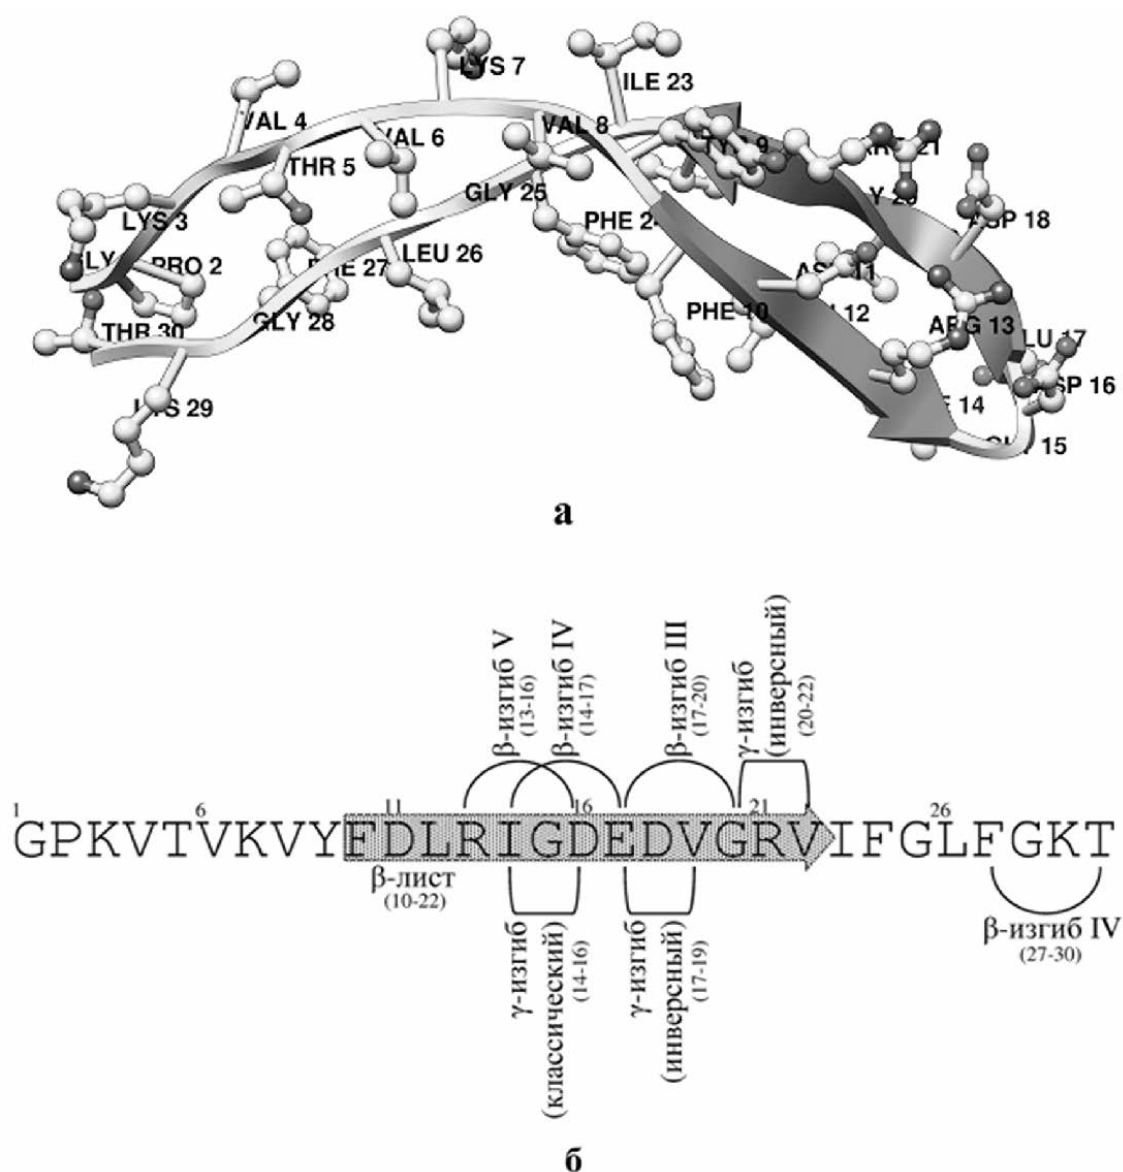 LYS 7
ILE 23
VAL 4
VAL 6
VAL 8
THR 5
GLY 25
LYS 3
PHE 24
ASP 18
PRO 2
PHE 27
LEU 26
GLY 28
PHE 10
THR 30
ARG 13
LYS 29
ASP 16
а
β-изгиб V
(13-16)
β-изгиб IV
(14-17)
β-изгиб III
(17-20)
γ-изгиб
(инверсный)
(20-22)
1 6 11 16 21 26
GPKVTVKVYFDLRIGDEDVGRVIFGLFGKT
β-лист
(10-22)
γ-изгиб
(классический)
(14-16)
γ-изгиб
(инверсный)
(17-19)
β-изгиб IV
(27-30)
б